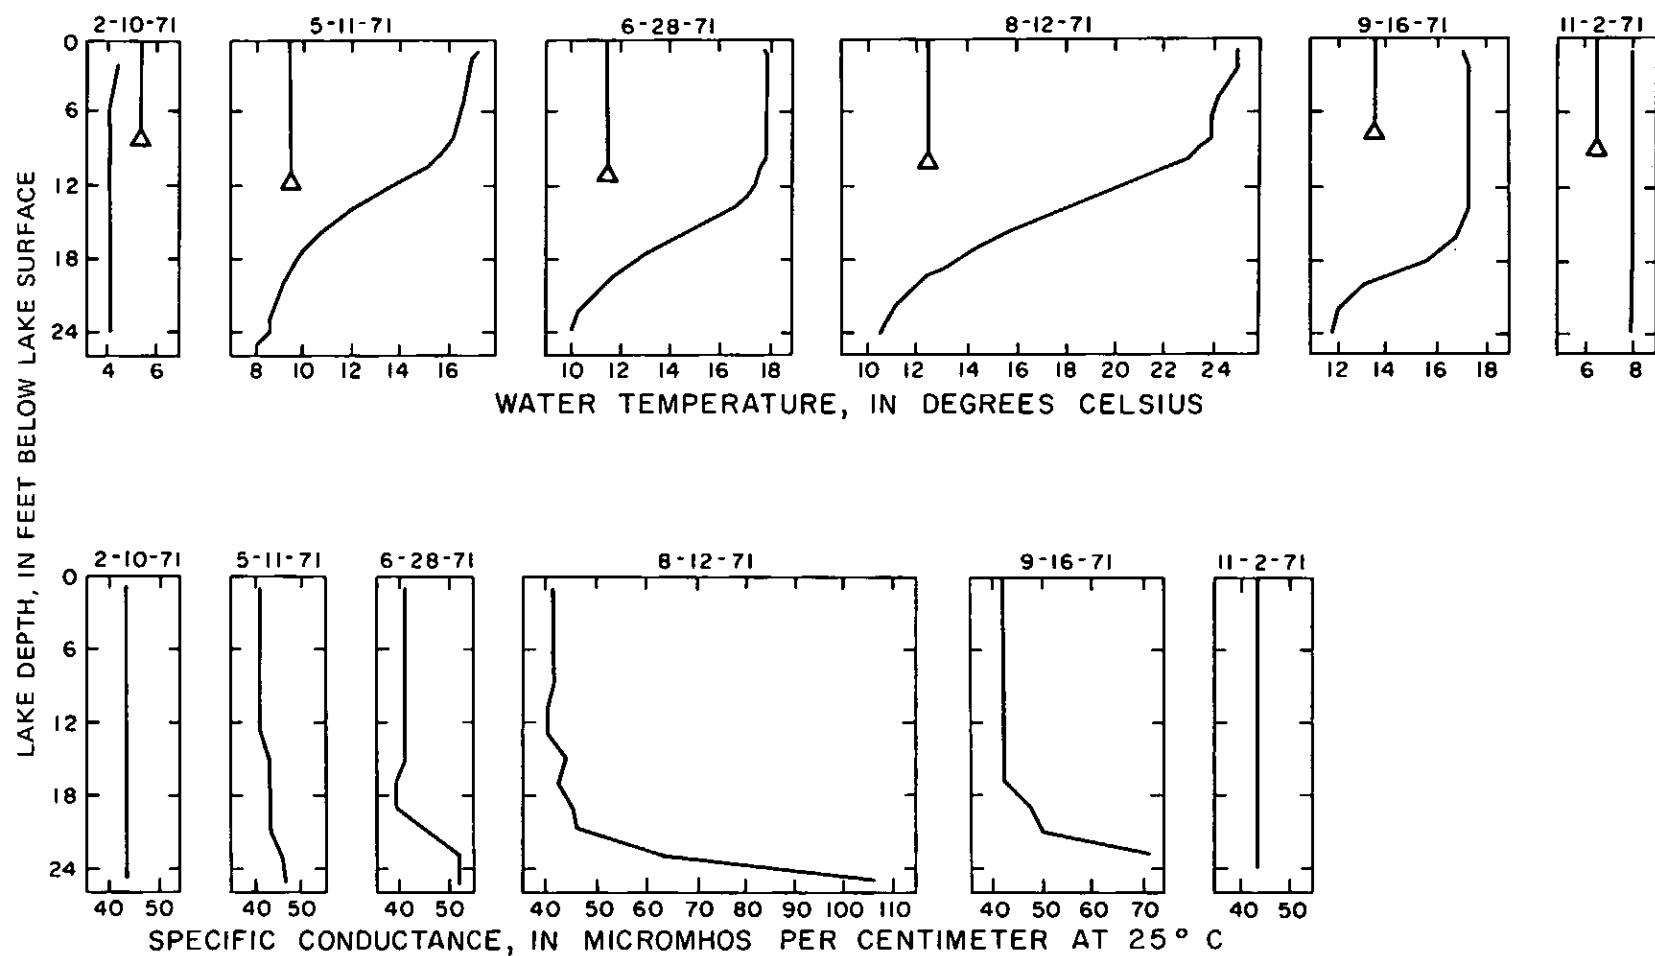 2-10-71 5-11-71 6-28-71 8-12-71 9-16-71 11-2-71
0
6
12
18
24
4 6 8 10 12 14 16 10 12 14 16 18 10 12 14 16 18 20 22 24 12 14 16 18 6 8
WATER TEMPERATURE, IN DEGREES CELSIUS
LAKE DEPTH, IN FEET BELOW LAKE SURFACE
2-10-71 5-11-71 6-28-71 8-12-71 9-16-71 11-2-71
0
6
12
18
24
40 50 40 50 40 50 40 50 60 70 80 90 100 110 40 50 60 70 40 50
SPECIFIC CONDUCTANCE, IN MICROMHOS PER CENTIMETER AT 25° C